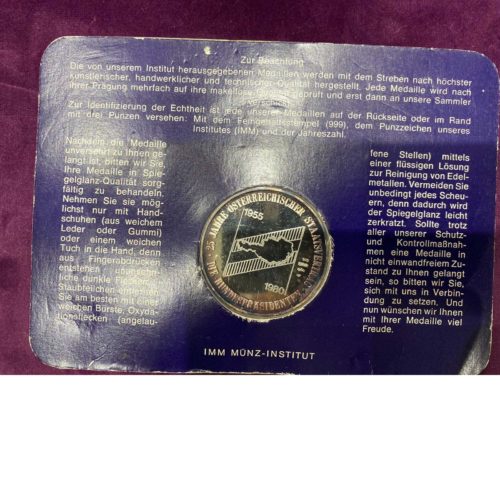 Zur Beachtung
Die von unserem Institut herausgegebenen Medaillen werden mit dem Streben nach höchster
künstlerischer, handwerklicher und technischer Qualität hergestellt. Jede Medaille wird nach
ihrer Prägung mehrfach auf ihre makellose geprüft und erst dann an unsere Sammler
verschickt.
Zur Identifizierung der Echtheit ist jede unserer Medaillen auf der Rückseite oder im Rand
mit drei Punzen versehen: Mit dem Feingehaltsstempel (999), dem Punzzeichen unseres
Institutes (IMM) und der Jahreszahl.
Nachdem die Medaille
unversehrt zu Ihnen ge-
langt ist, bitten wir Sie,
Ihre Medaille in Spie-
gelglanz-Qualität sorg-
fältig zu behandeln.
Nehmen Sie sie mög-
lichst nur mit Hand-
schuhen (aus weichem
Leder oder Gummi)
oder einem weichen
Tuch in die Hand, denn
aus Fingerabdrücken
entstehen unansehn-
liche dunkle Flecken.
Staubteilchen entfernen
Sie am besten mit einer
weichen Bürste, Oxyda-
tionsflecken (angelau-
fene Stellen) mittels
einer flüssigen Lösung
zur Reinigung von Edel-
metallen. Vermeiden Sie
unbedingt jedes Scheu-
ern, denn dadurch wird
der Spiegelglanz leicht
zerkratzt. Sollte trotz
aller unserer Schutz-
und Kontrollmaßnah-
men eine Medaille in
nicht einwandfreiem Zu-
stand zu Ihnen gelangt
sein, so bitten wir Sie,
sich mit uns in Verbin-
dung zu setzen. Und
nun wünschen wir Ihnen
mit Ihrer Medaille viel
Freude.
25 JAHRE ÖSTERREICHISCHER STAATSVERTRAG
DIE BUNDESPRÄSIDENTEN
1955
1980
IMM MÜNZ-INSTITUT